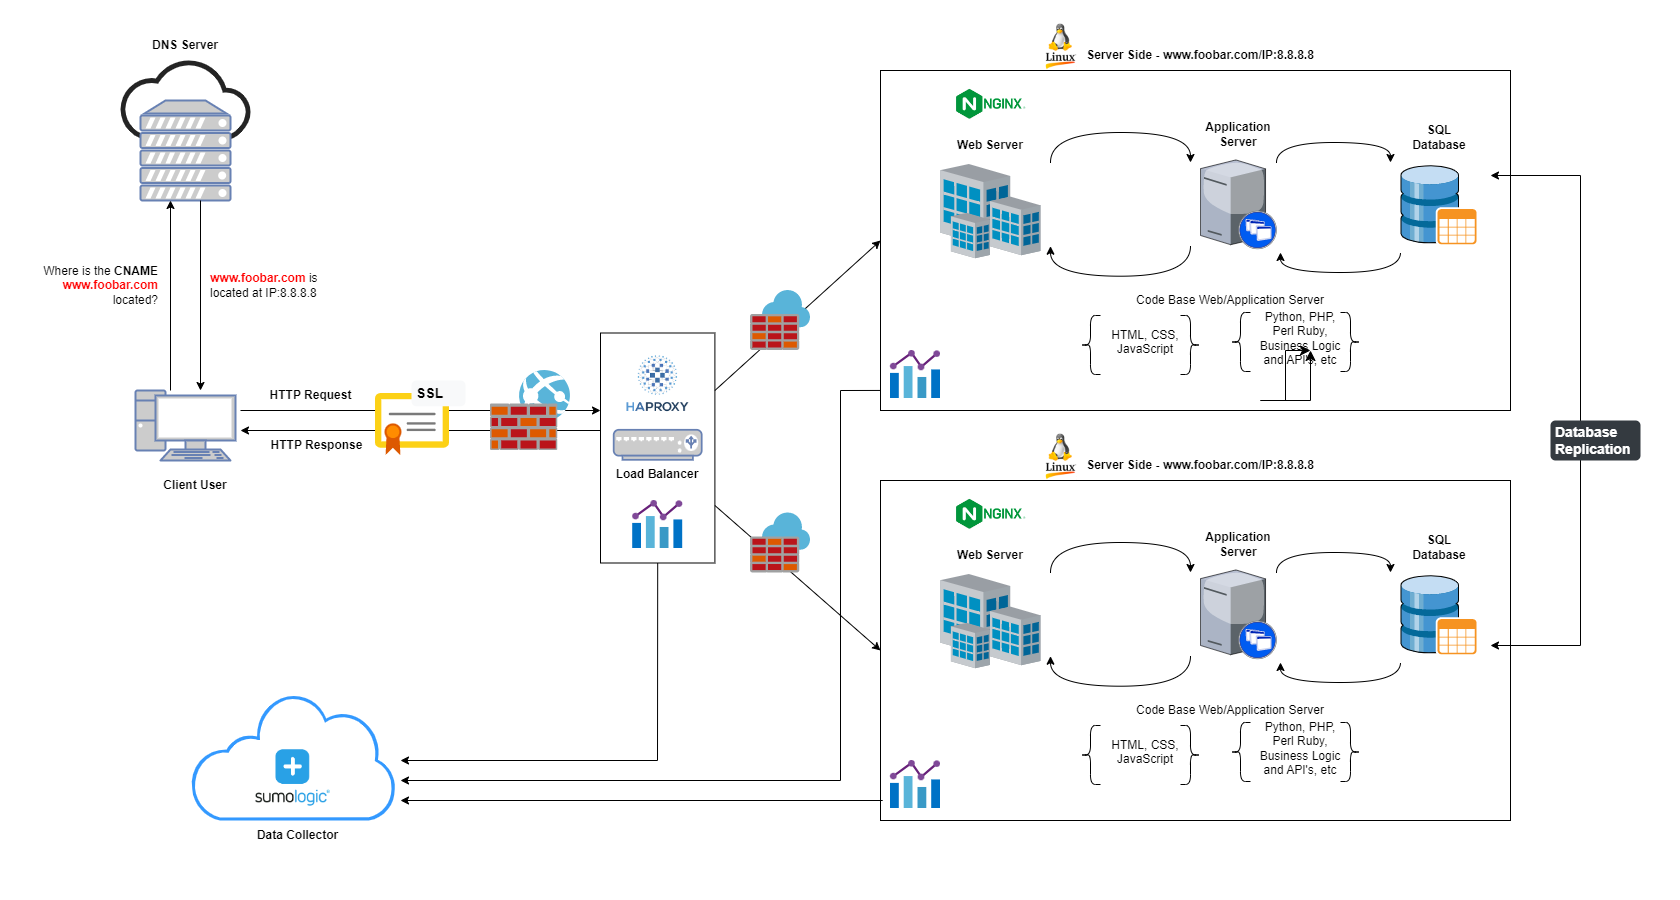 DNS Server
Where is the CNAME
www.foobar.com
located?
www.foobar.com is
located at IP:8.8.8.8
Client User
HTTP Request
HTTP Response
SSL
HAPROXY
Load Balancer
sumologic
Data Collector
Linux
Server Side - www.foobar.com/IP:8.8.8.8
NGINX
Web Server
Application
Server
SQL
Database
Code Base Web/Application Server
HTML, CSS,
JavaScript
Python, PHP,
Perl Ruby,
Business Logic
and API's, etc
Database
Replication
Linux
Server Side - www.foobar.com/IP:8.8.8.8
NGINX
Web Server
Application
Server
SQL
Database
Code Base Web/Application Server
HTML, CSS,
JavaScript
Python, PHP,
Perl Ruby,
Business Logic
and API's, etc